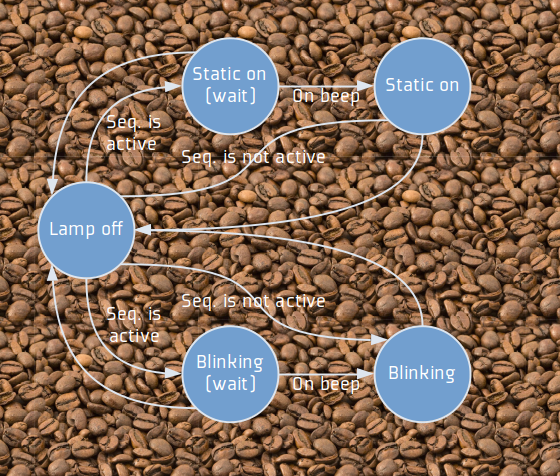 Static on
(wait)
On beep
Static on
Seq. is
active
Seq. is not active
Lamp off
Seq. is not active
Seq. is
active
Blinking
(wait)
On beep
Blinking